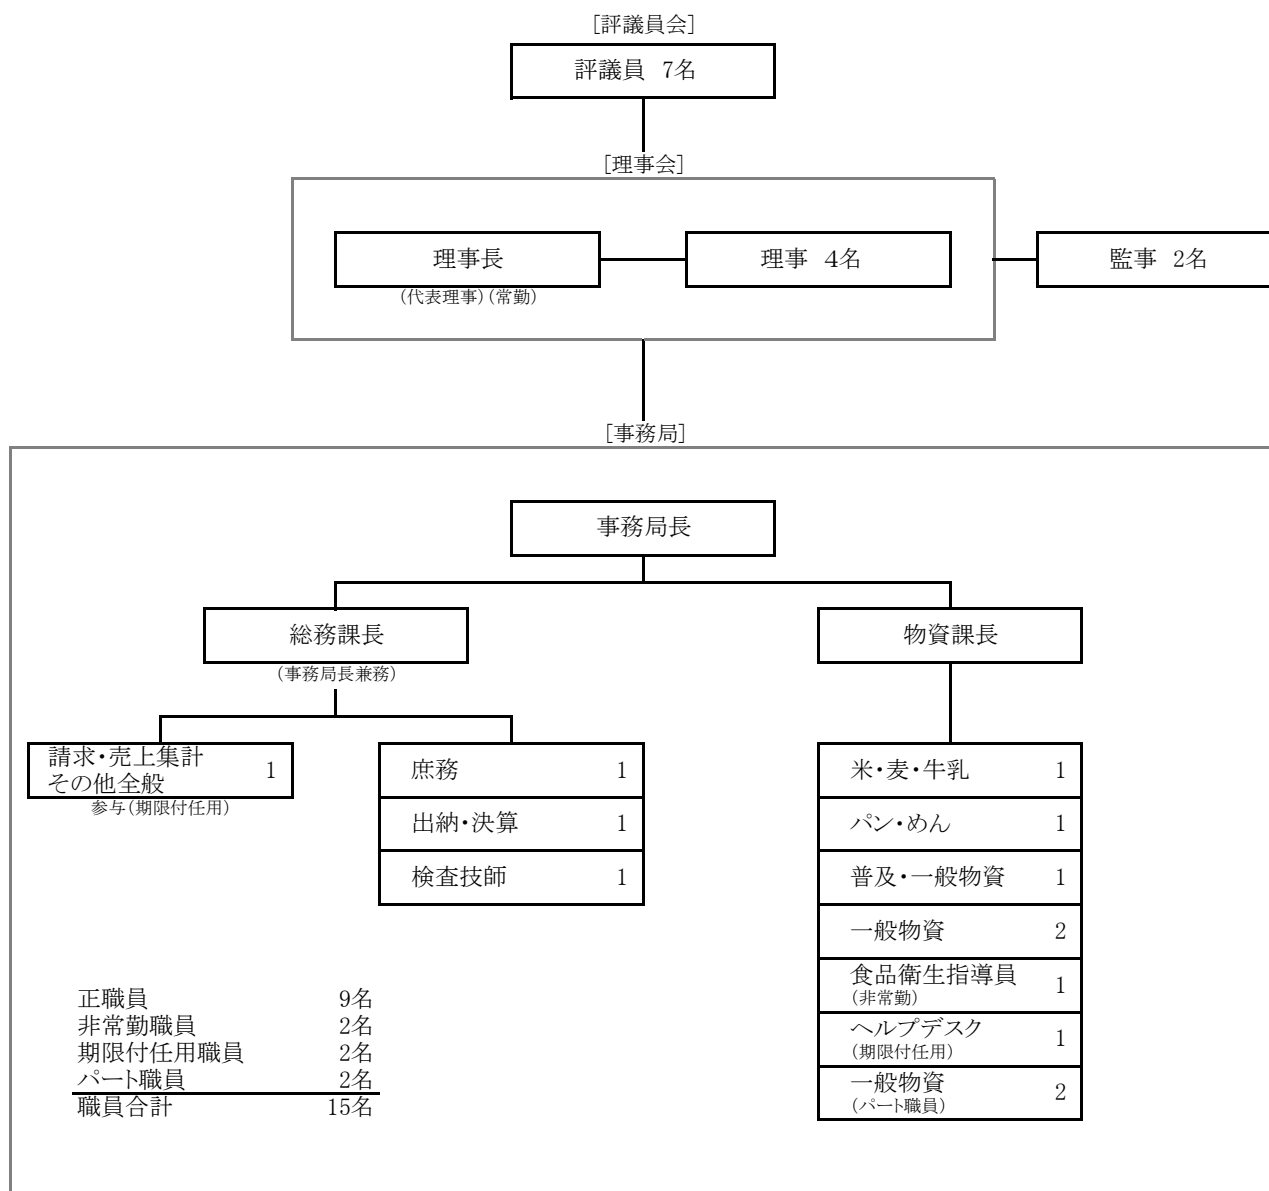 [評議員会]
評議員 7名
[理事会]
理事長
(代表理事)(常勤)
理事 4名
監事 2名
[事務局]
事務局長
総務課長
(事務局長兼務)
物資課長
請求・売上集計
その他全般 1
参与(期限付任用)
庶務 1
出納・決算 1
検査技師 1
米・麦・牛乳 1
パン・めん 1
普及・一般物資 1
一般物資 2
食品衛生指導員 1
(非常勤)
ヘルプデスク 1
(期限付任用)
一般物資 2
(パート職員)
正職員 9名
非常勤職員 2名
期限付任用職員 2名
パート職員 2名
職員合計 15名